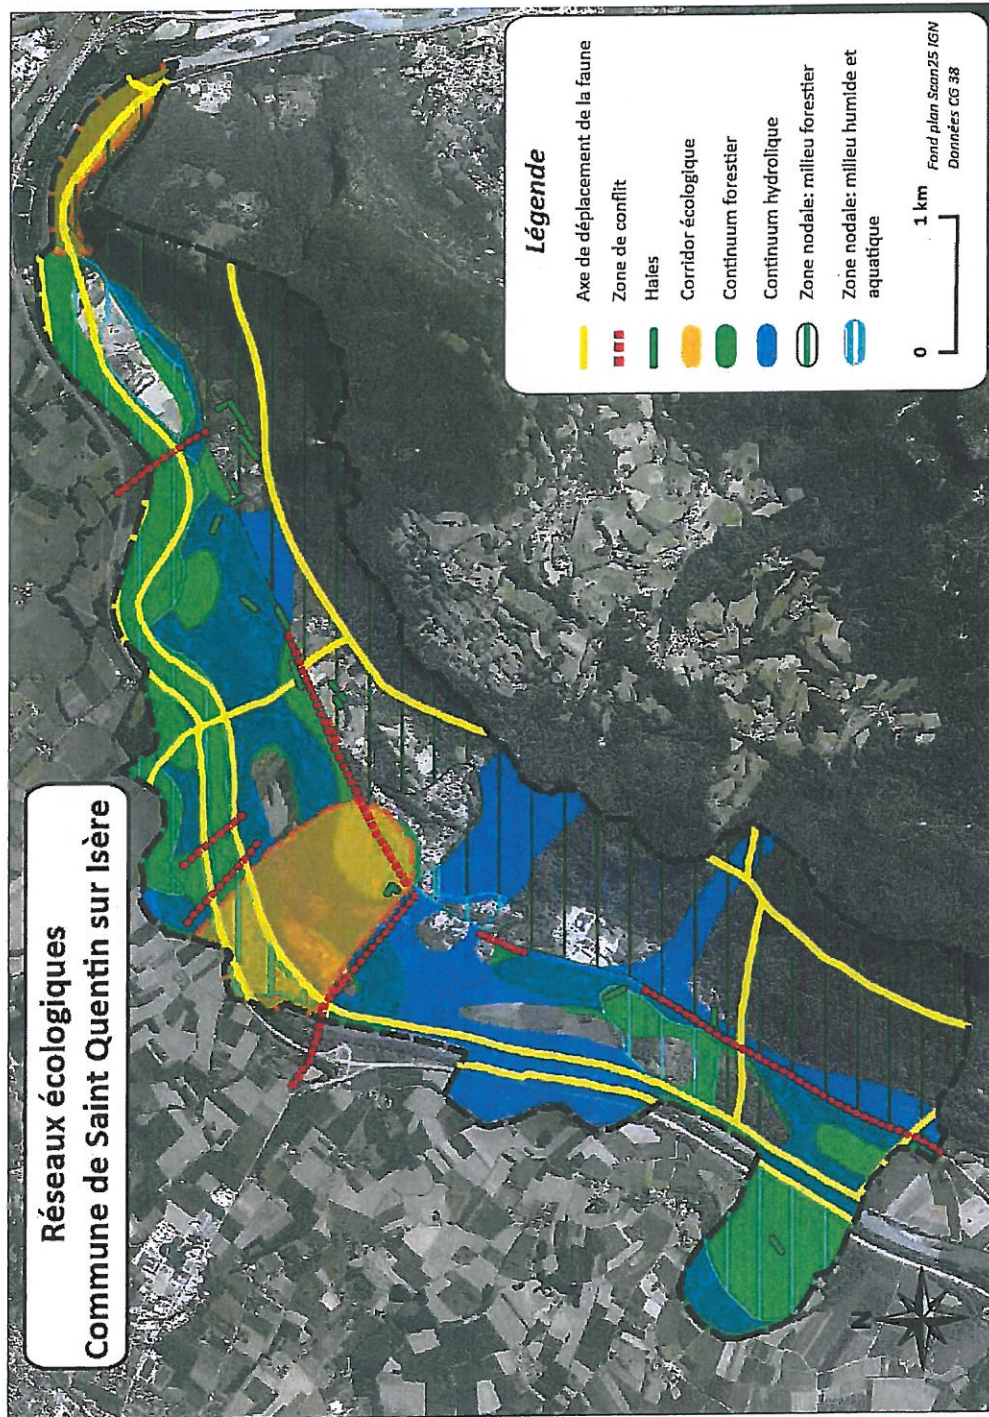 Réseaux écologiques
Commune de Saint Quentin sur Isère
Légende
Axe de déplacement de la faune
Zone de conflit
Haies
Corridor écologique
Continuum forestier
Continuum hydrolique
Zone nodale: milieu forestier
Zone nodale: milieu humide et
aquatique
0 1 km
Fond plan Scan25 IGN
Données CG 38
N